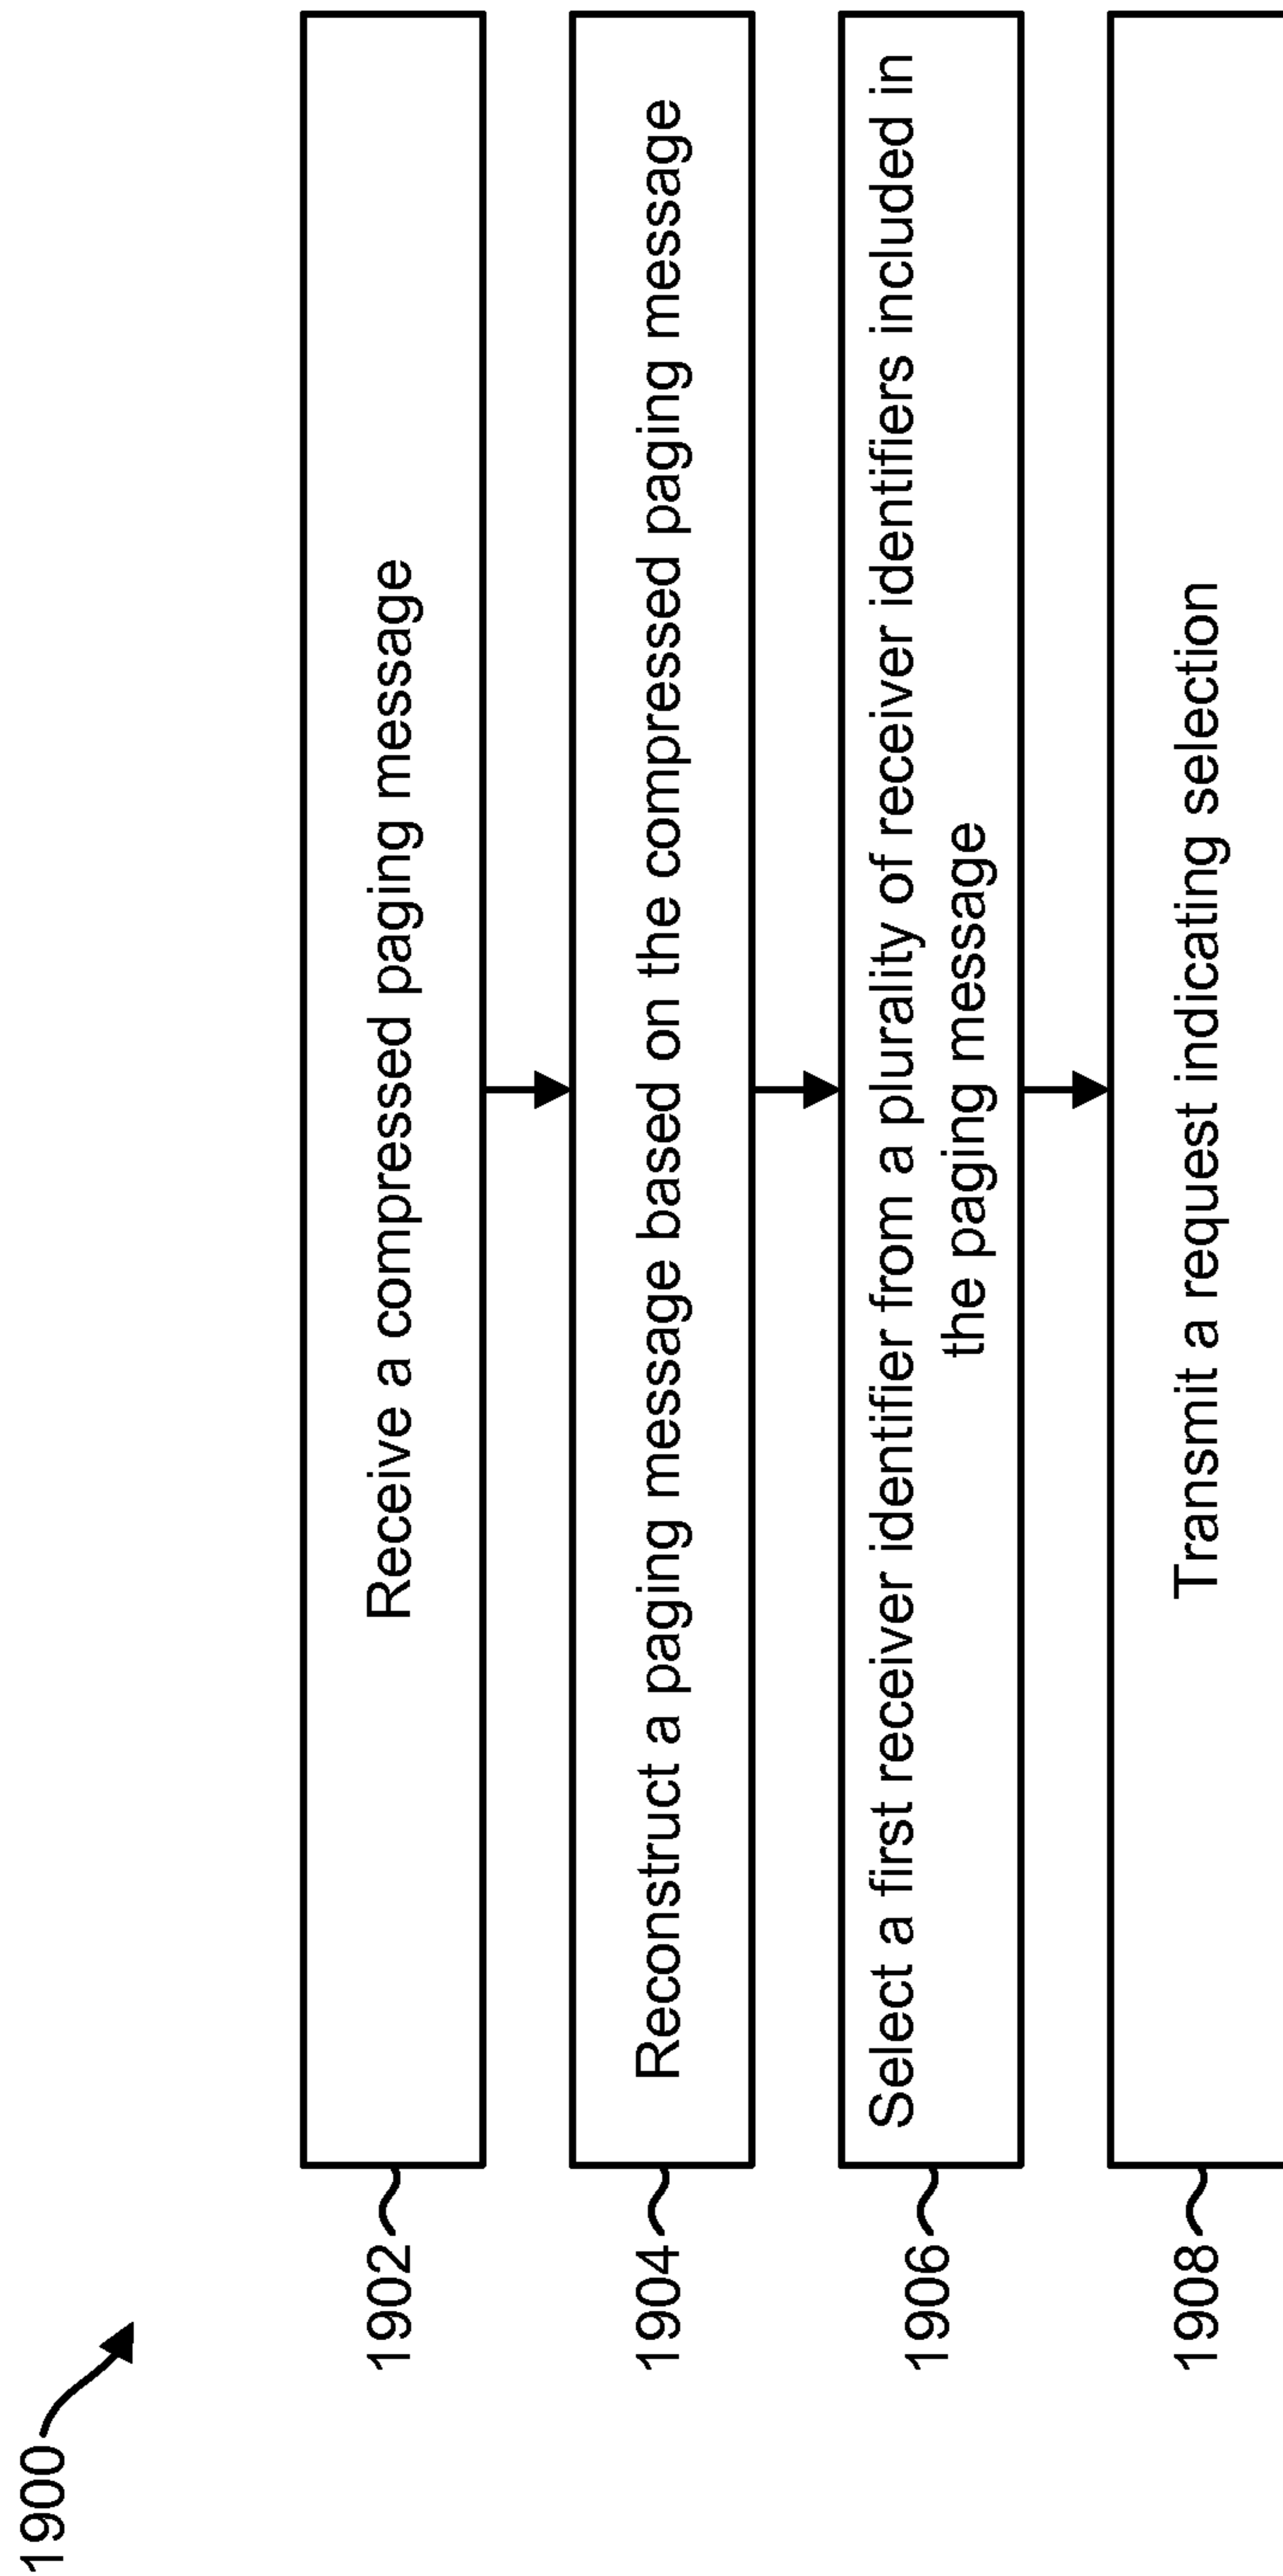 1900
1902
Receive a compressed paging message
1904
Reconstruct a paging message based on the compressed paging message
1906
Select a first receiver identifier from a plurality of receiver identifiers included in
the paging message
1908
Transmit a request indicating selection